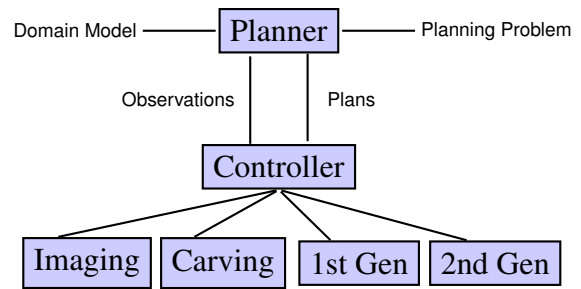 Domain Model
Planner
Planning Problem
Observations
Plans
Controller
Imaging
Carving
1st Gen
2nd Gen